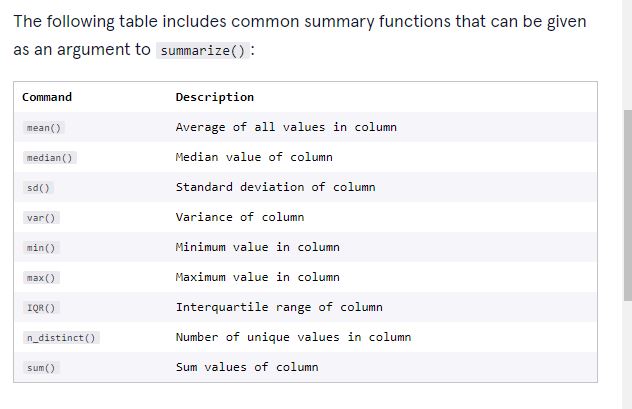 The following table includes common summary functions that can be given
as an argument to summarize():
Command Description
mean() Average of all values in column
median() Median value of column
sd() Standard deviation of column
var() Variance of column
min() Minimum value in column
max() Maximum value in column
IQR() Interquartile range of column
n_distinct() Number of unique values in column
sum() Sum values of column